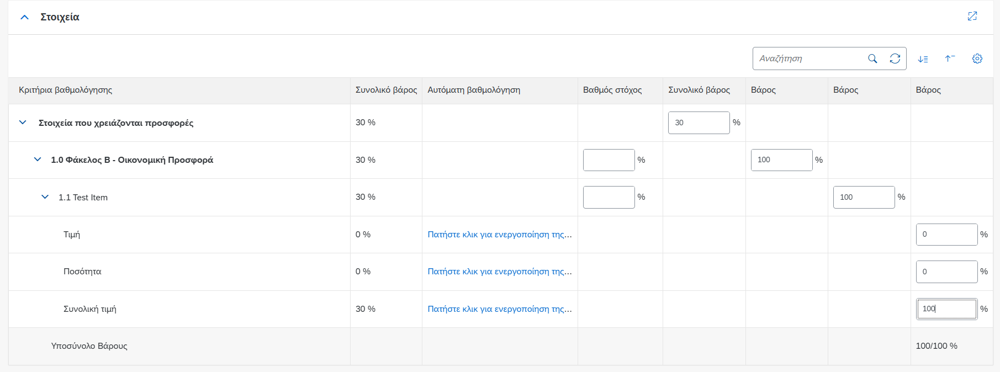 Στοιχεία
Αναζήτηση
Κριτήρια βαθμολόγησης Συνολικό βάρος Αυτόματη βαθμολόγηση Βαθμός στόχος Συνολικό βάρος Βάρος Βάρος Βάρος
Στοιχεία που χρειάζονται προσφορές 30 % 30 %
1.0 Φάκελος Β - Οικονομική Προσφορά 30 % % 100 %
1.1 Test Item 30 % % 100 %
Τιμή 0 % Πατήστε κλικ για ενεργοποίηση της... 0 %
Ποσότητα 0 % Πατήστε κλικ για ενεργοποίηση της... 0 %
Συνολική τιμή 30 % Πατήστε κλικ για ενεργοποίηση της... 100 %
Υποσύνολο Βάρους 100/100 %